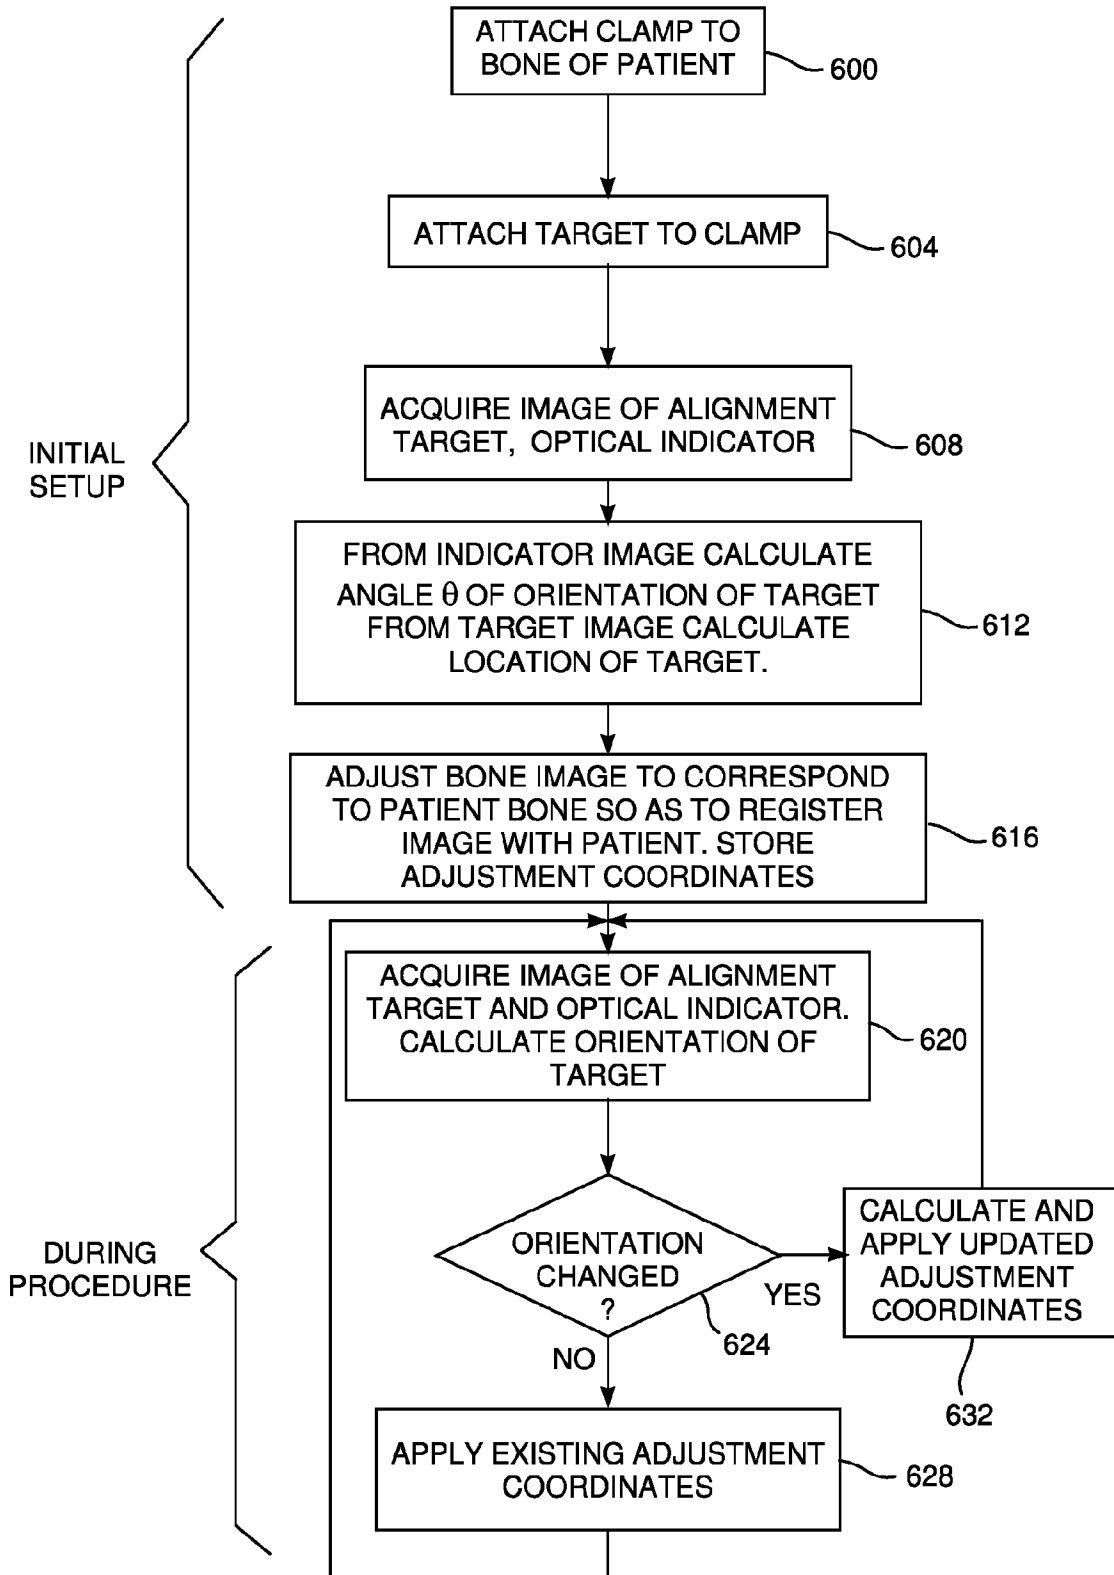 ATTACH CLAMP TO
BONE OF PATIENT
600
ATTACH TARGET TO CLAMP
604
ACQUIRE IMAGE OF ALIGNMENT
TARGET, OPTICAL INDICATOR
608
INITIAL
SETUP
FROM INDICATOR IMAGE CALCULATE
ANGLE θ OF ORIENTATION OF TARGET
FROM TARGET IMAGE CALCULATE
LOCATION OF TARGET.
612
ADJUST BONE IMAGE TO CORRESPOND
TO PATIENT BONE SO AS TO REGISTER
IMAGE WITH PATIENT. STORE
ADJUSTMENT COORDINATES
616
ACQUIRE IMAGE OF ALIGNMENT
TARGET AND OPTICAL INDICATOR.
CALCULATE ORIENTATION OF
TARGET
620
DURING
PROCEDURE
ORIENTATION
CHANGED
?
624
YES
NO
CALCULATE AND
APPLY UPDATED
ADJUSTMENT
COORDINATES
632
APPLY EXISTING ADJUSTMENT
COORDINATES
628